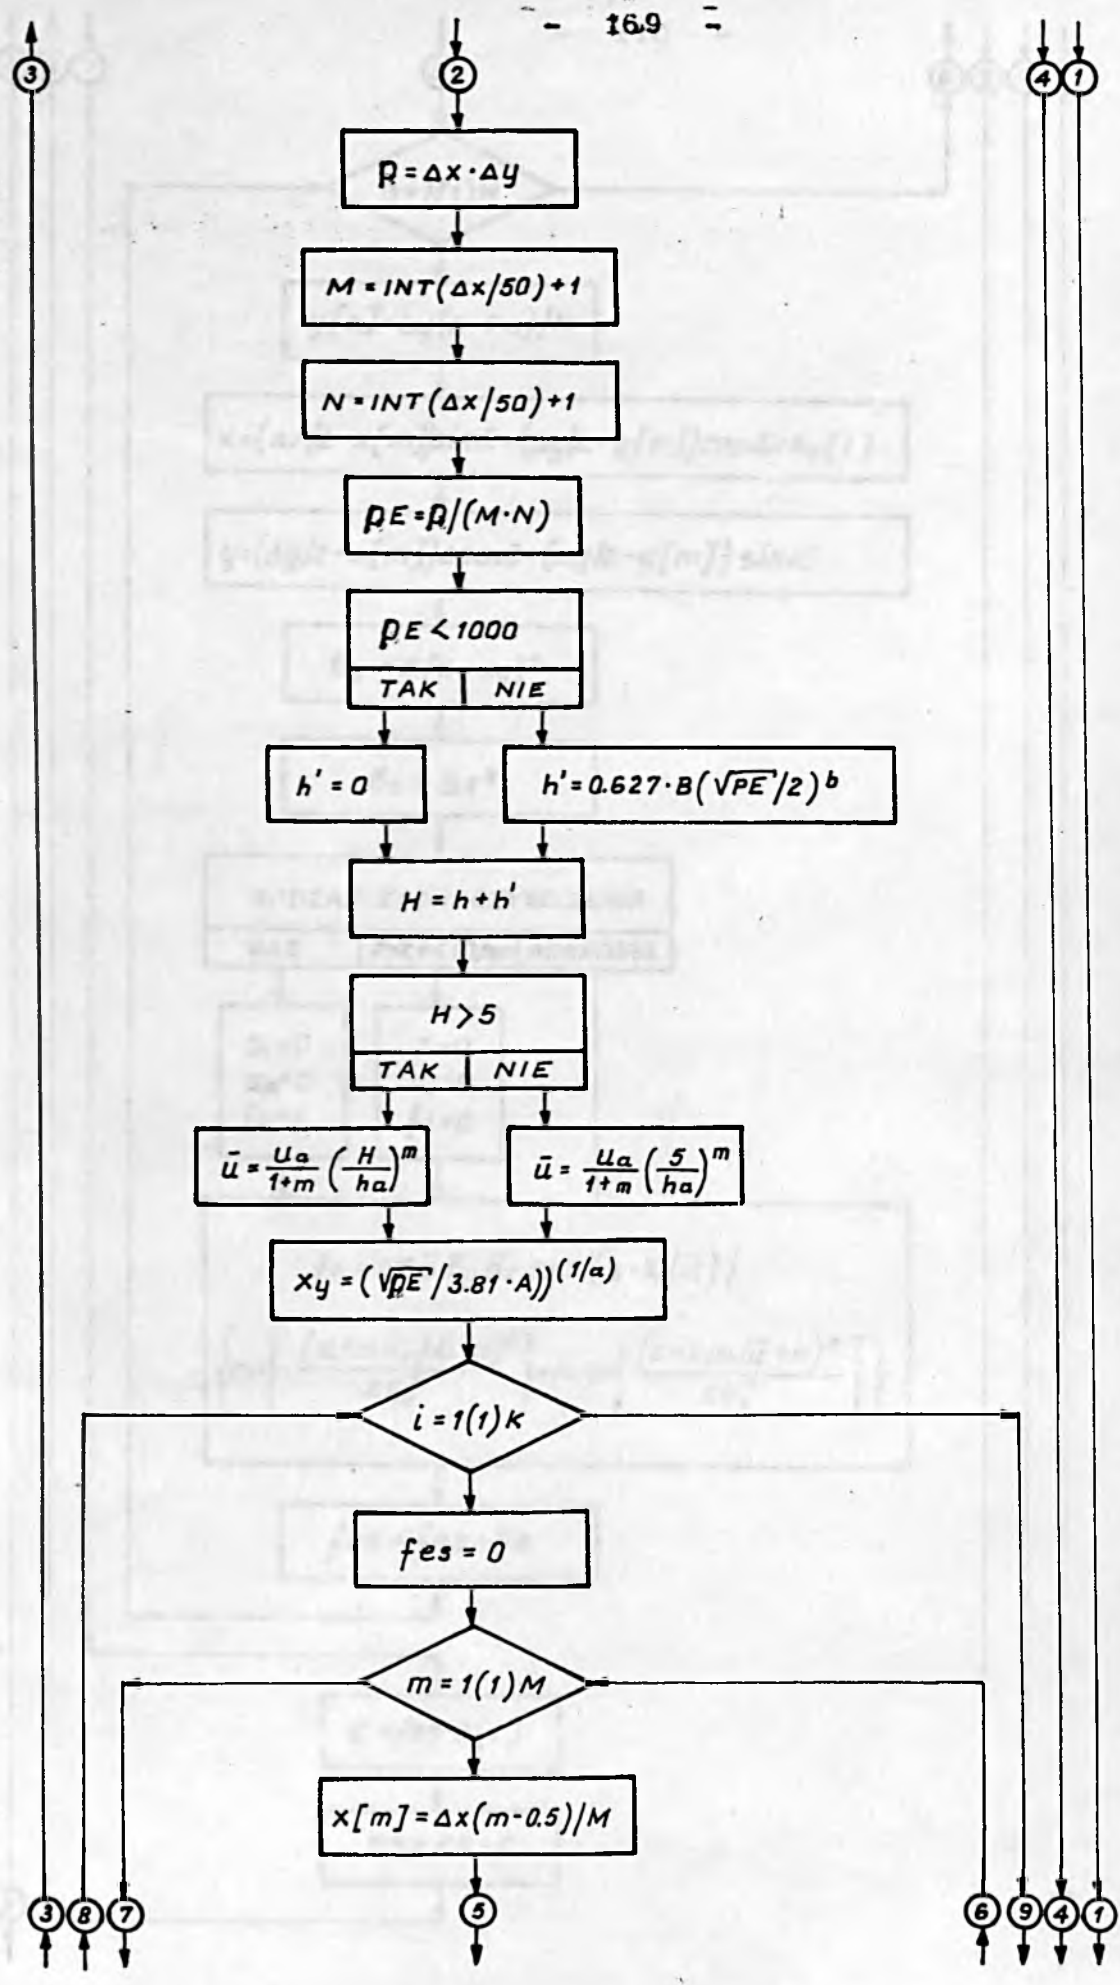 - 169 -
3 2 4 1
p = Δx · Δy
M = INT(Δx/50)+1
N = INT(Δx/50)+1
pE = p/(M·N)
pE < 1000
TAK NIE
h' = 0 h' = 0.627·B(√PE/2)^b
H = h + h'
H > 5
TAK NIE
ū = ua/1+m (H/ha)^m ū = ua/1+m (5/ha)^m
xy = (√pE/3.81·A))^(1/a)
i = 1(1)K
fes = 0
m = 1(1)M
x[m] = Δx(m-0.5)/M
3 8 7 5 6 9 4 1